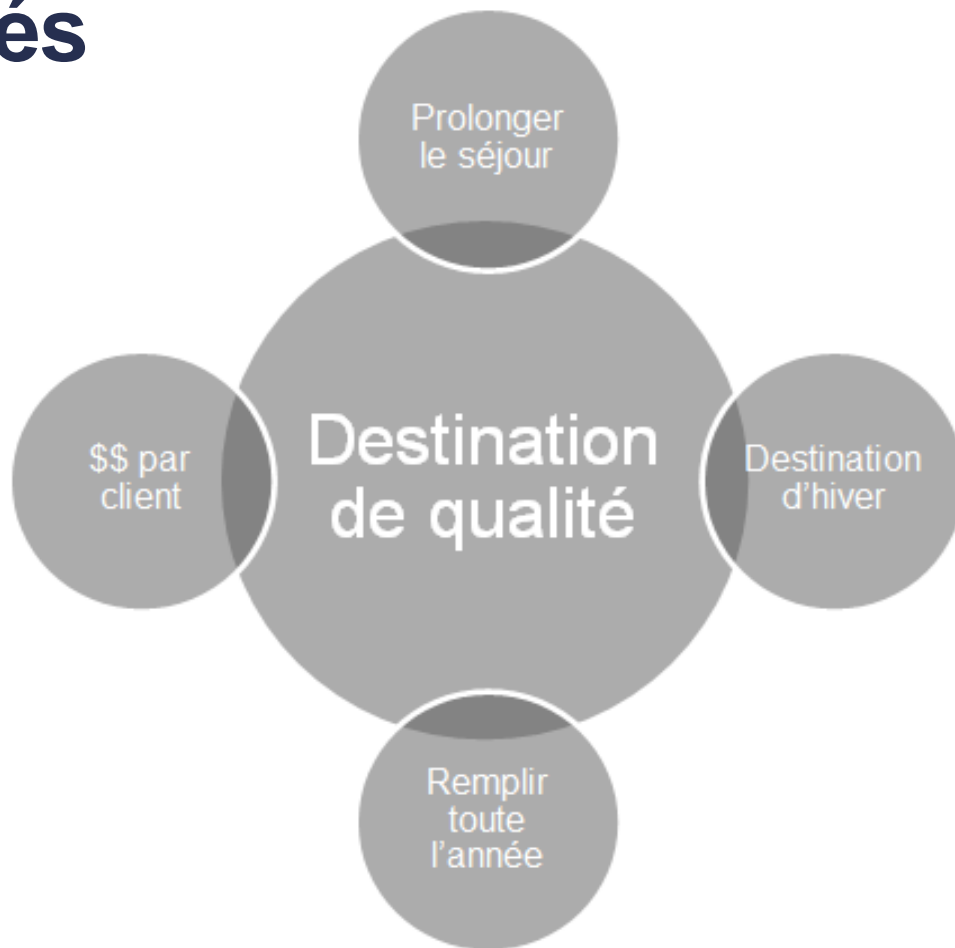 és
Prolonger
le séjour
$$ par
client
Destination
de qualité
Destination
d’hiver
Remplir
toute
l’année